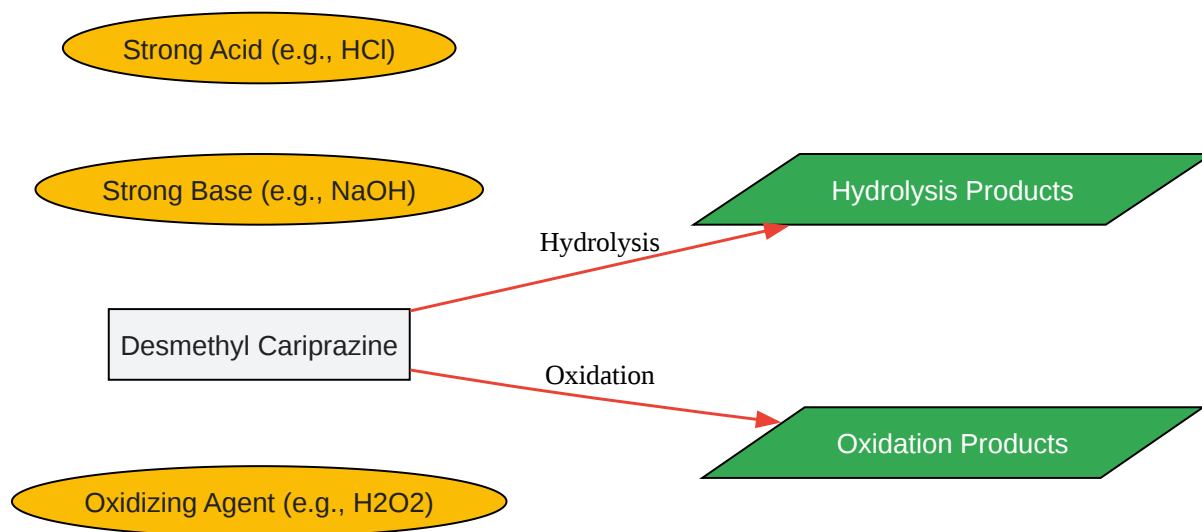 Strong Acid (e.g., HCl)
Strong Base (e.g., NaOH)
Hydrolysis Products
Hydrolysis
Desmethyl Cariprazine
Oxidation
Oxidation Products
Oxidizing Agent (e.g., H2O2)